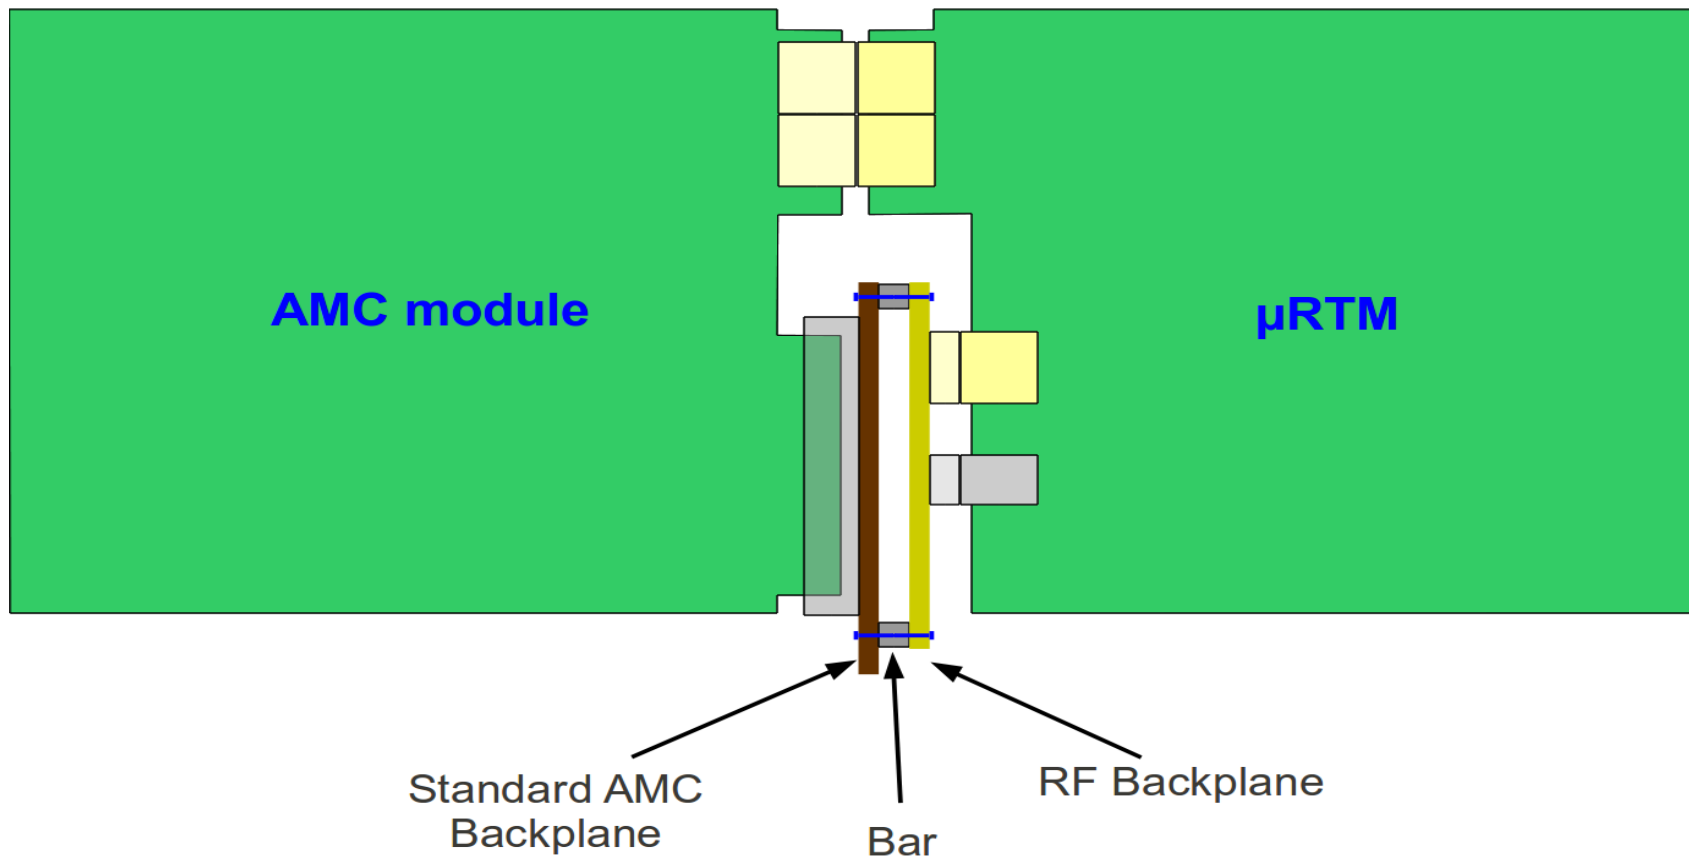 AMC module
µRTM
Standard AMC
Backplane
Bar
RF Backplane